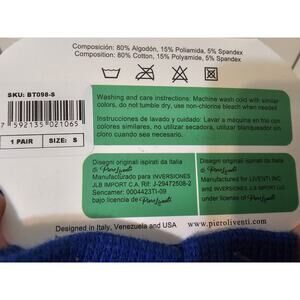 Composición: 80% Algodón, 15% Poliamida, 5% Spandex
Composition: 80% Cotton, 15% Polyamide, 5% Spandex
SKU: BT098-S
7 592135 021065
1 PAIR
SIZE: S
Washing and care instructions: Machine wash cold with similar
colors, do not tumble dry, use non-chlorine bleach when needed
Instrucciones de lavado y cuidado: Lavar a máquina en frío con
colores similares, no utilizar secadora, utilizar blanqueador sin
cloro cuando sea necesario.
Disegni originali ispirati da Italia
di Piero Liventi
Manufacturado para INVERSIONES
JLB IMPORT C.A. Rif: J-29472508-2
Sencamer: 0004423TI-09
bajo licencia de Piero Liventi
Disegni originali ispirati da Italia
di Piero Liventi
Manufactured for LIVENTI INC
and INVERSIONES JLB IMPORT LLC
under license of Piero Liventi
Designed in Italy, Venezuela and USA
www.pieroliventi.com